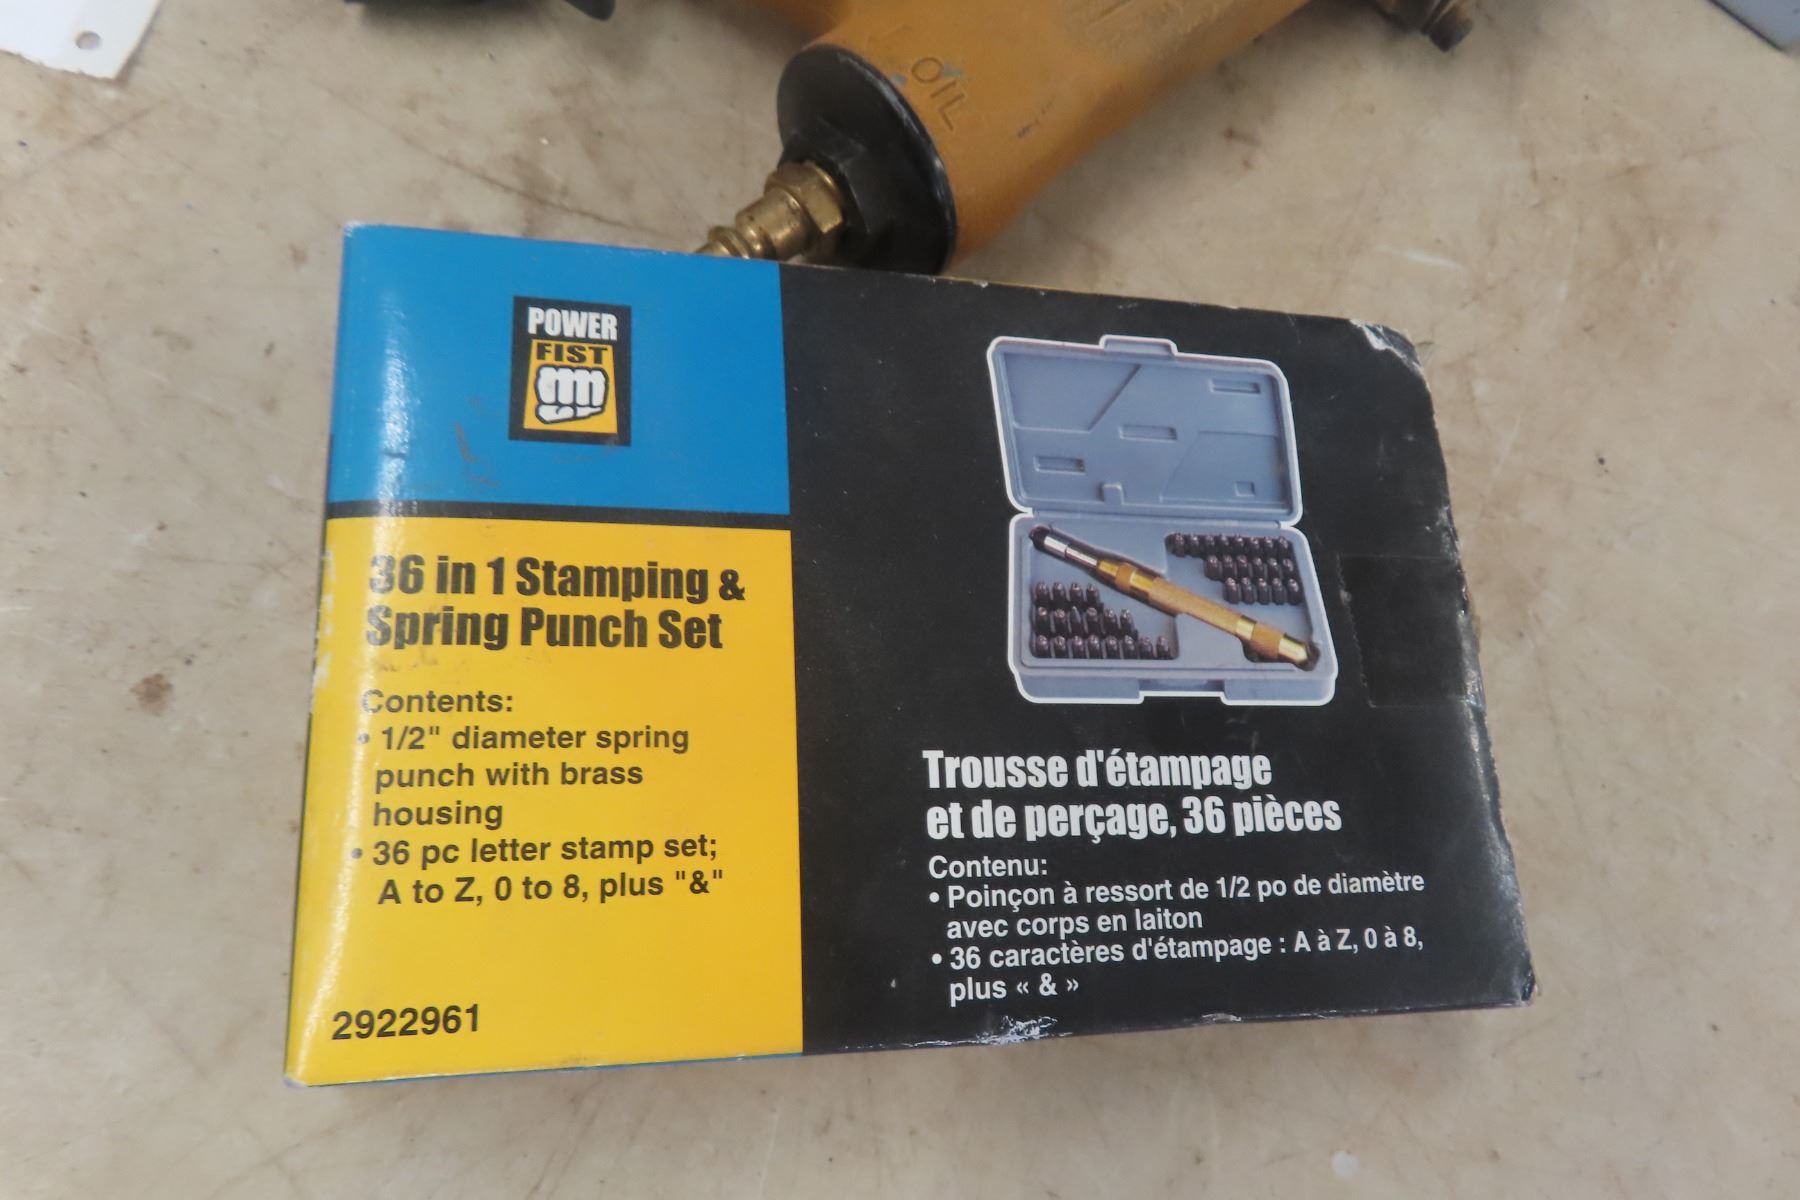 OIL
POWER
FIST
36 in 1 Stamping &
Spring Punch Set
Contents:
• 1/2" diameter spring
punch with brass
housing
• 36 pc letter stamp set;
A to Z, 0 to 8, plus "&"
2922961
Trousse d'étampage
et de perçage, 36 pièces
Contenu:
• Poinçon à ressort de 1/2 po de diamètre
avec corps en laiton
• 36 caractères d'étampage : A à Z, 0 à 8,
plus « & »